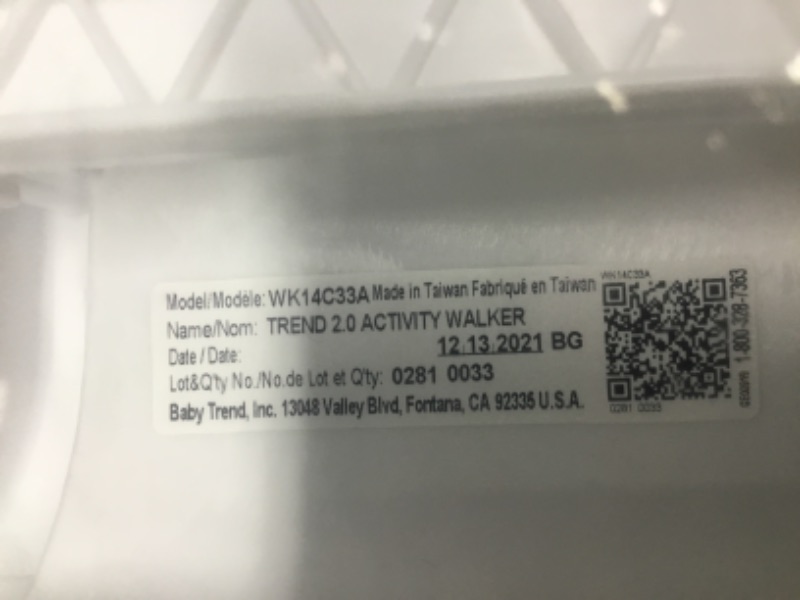 Model/Modèle: WK14C33A Made in Taiwan Fabriqué en Taiwan
Name/Nom: TREND 2.0 ACTIVITY WALKER
Date / Date: 12.13.2021 BG
Lot&Q'ty No./No.de Lot et Q'ty: 0281 0033
Baby Trend, Inc. 13048 Valley Blvd, Fontana, CA 92335 U.S.A.
WK14C33A
0281 0033
1-800-328-7363